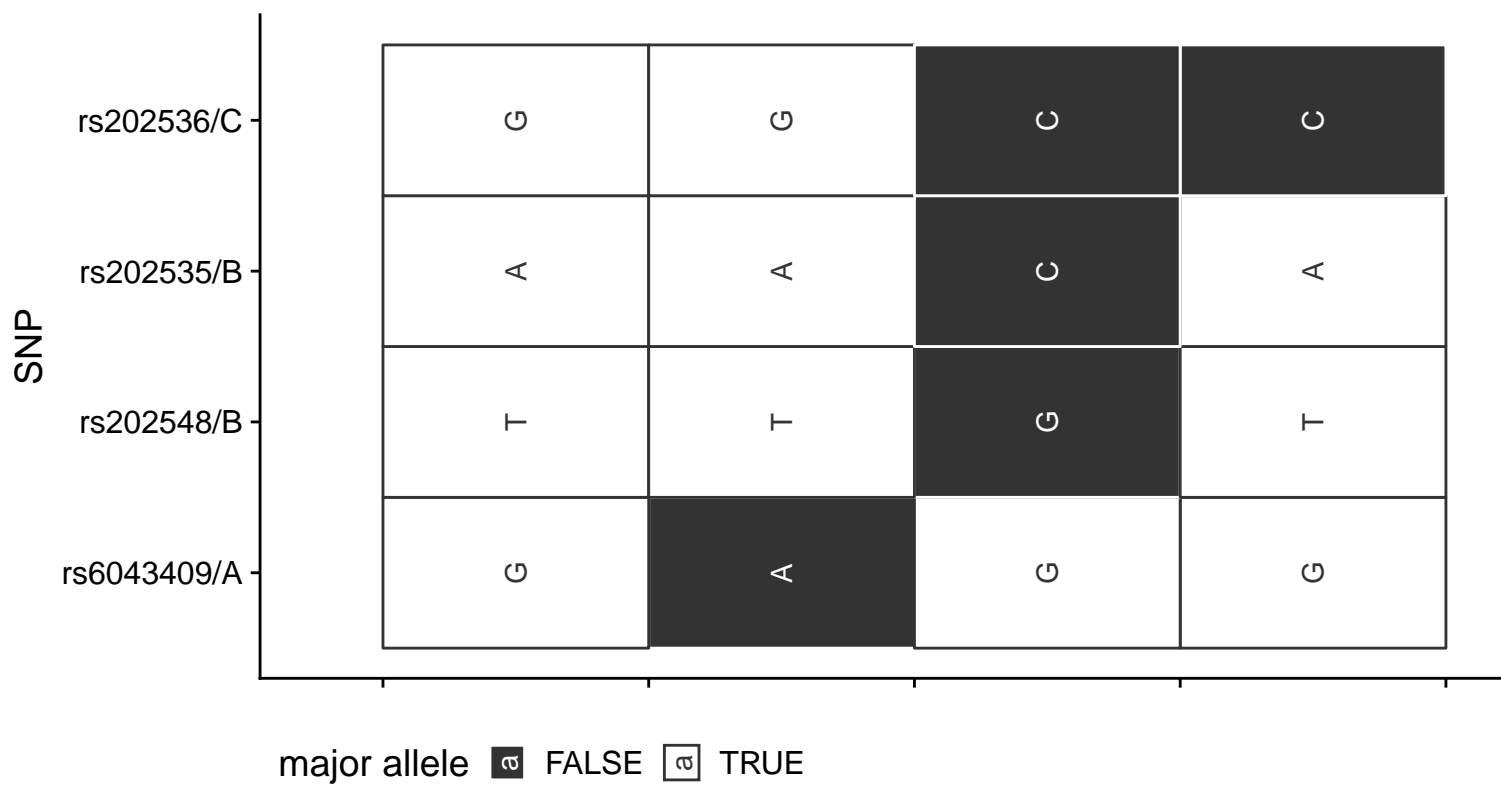 SNP
rs202536/C G G C C
rs202535/B A A C A
rs202548/B T T G T
rs6043409/A G A G G
major allele a FALSE a TRUE